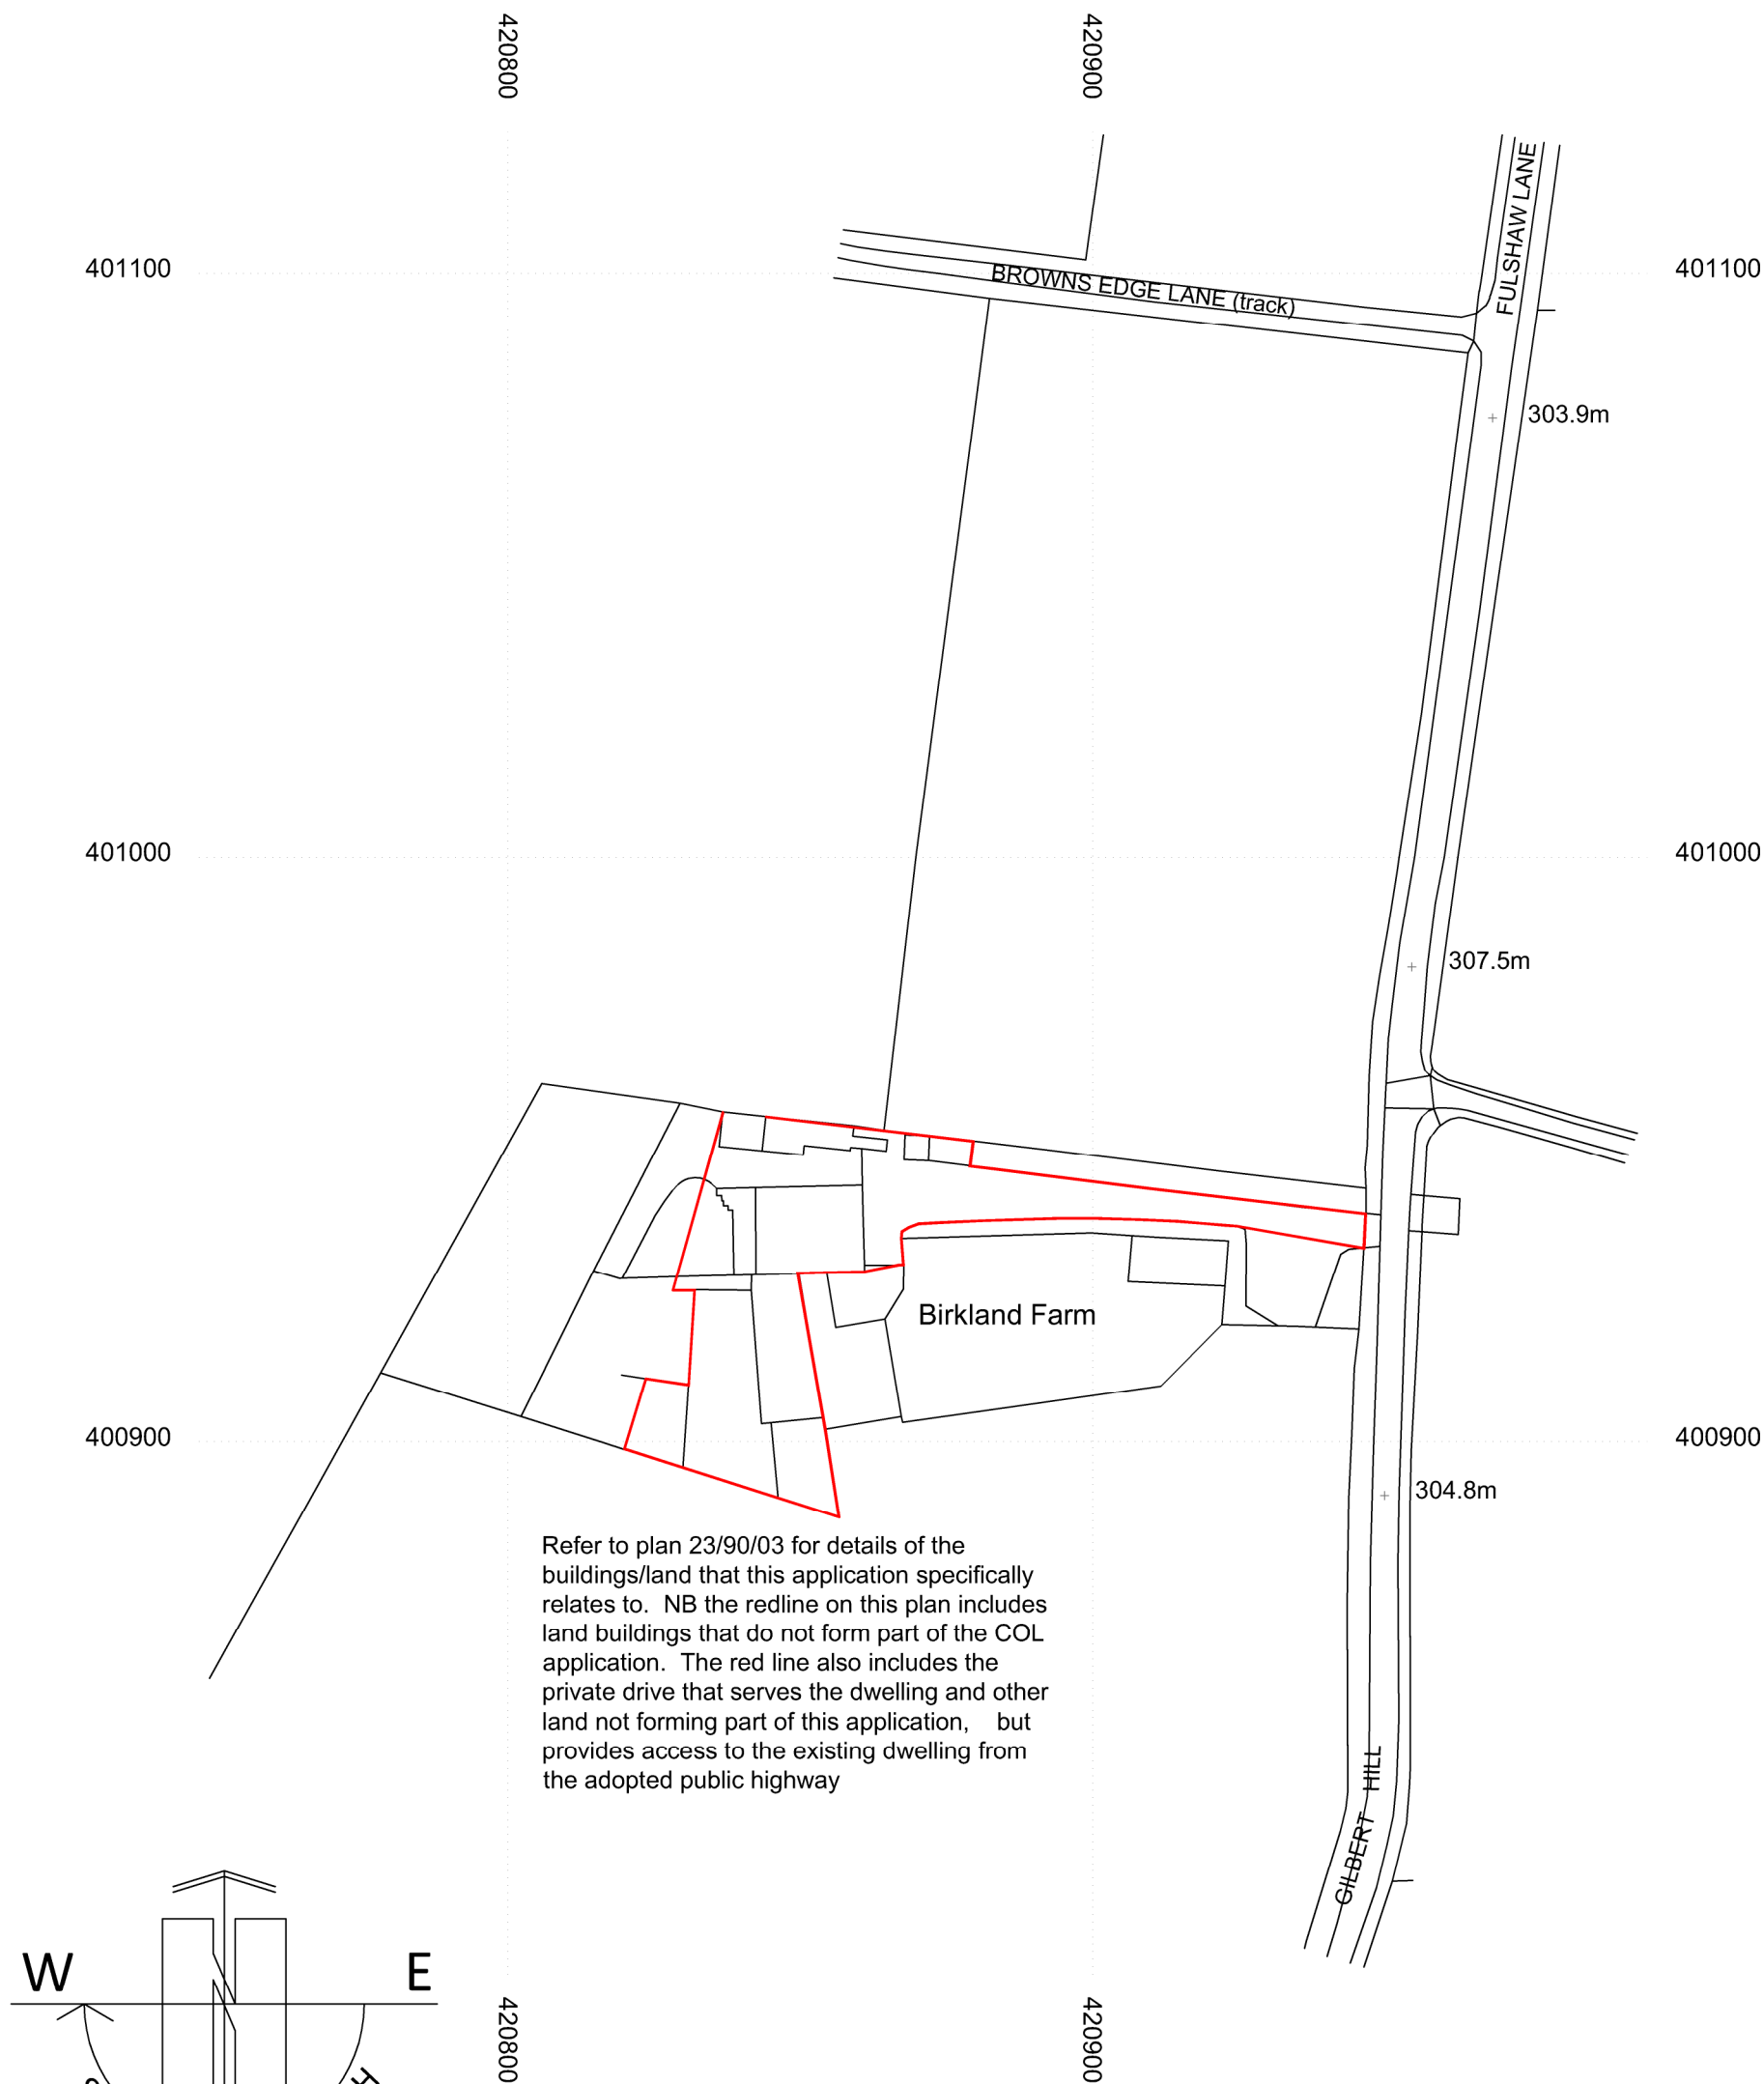 420800
420900
FULSHAW LANE
401100
401100
BROWNS EDGE LANE (track)
303.9m
401000
401000
307.5m
Birkland Farm
400900
400900
304.8m
Refer to plan 23/90/03 for details of the
buildings/land that this application specifically
relates to.  NB the redline on this plan includes
land buildings that do not form part of the COL
application.  The red line also includes the
private drive that serves the dwelling and other
land not forming part of this application,    but
provides access to the existing dwelling from
the adopted public highway
GILBERT HILL
W
E
420800
420900